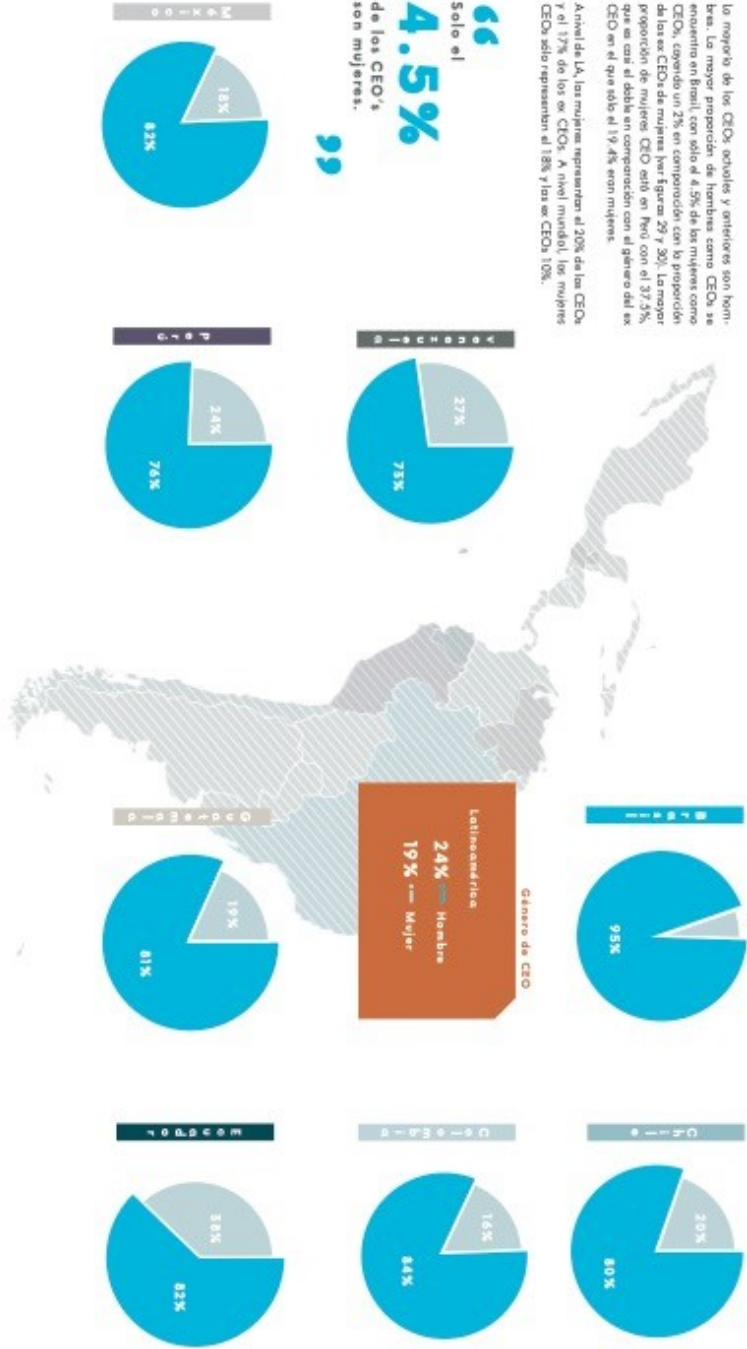 La mayoría de los CEOs actuales y anteriores son hom-
bres. La mayor proporción de hombres como CEOs se
encuentra en Brasil, con sólo el 4.5% de las mujeres como
CEOs, cayendo un 2% en comparación con la proporción
de las ex CEOs de mujeres (ver figuras 29 y 30). La mayor
proporción de mujeres CEO está en Perú con el 37.5%,
que es casi el doble en comparación con el género del ex
CEO en el que sólo el 19.4% eran mujeres.
A nivel de LA, las mujeres representan el 20% de los CEOs
y el 17% de los ex CEOs. A nivel mundial, las mujeres
CEOs sólo representan el 18% y las ex CEOs 10%.
“
Solo el
4.5%
de los CEO's
son mujeres.
”
Brasil
95%
Chile
20%
80%
Género de CEO
Latinoamérica
24% Hombre
19% Mujer
venezuela
27%
73%
Colombia
16%
84%
México
18%
82%
Perú
24%
76%
Guatemala
19%
81%
Ecuador
38%
82%